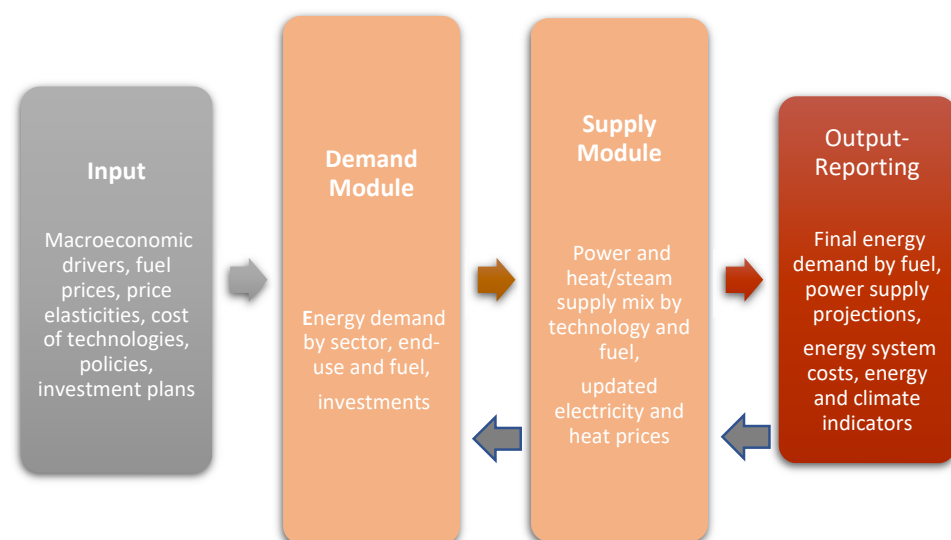 Input
Macroeconomic
drivers, fuel
prices, price
elasticities, cost
of technologies,
policies,
investment plans
Demand
Module
Energy demand
by sector, end-
use and fuel,
investments
Supply
Module
Power and
heat/steam
supply mix by
technology and
fuel,
updated
electricity and
heat prices
Output-
Reporting
Final energy
demand by fuel,
power supply
projections,
energy system
costs, energy
and climate
indicators